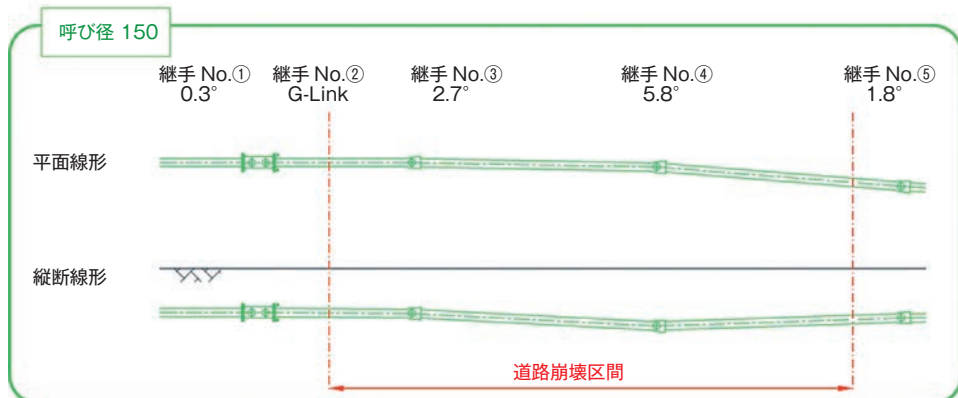 呼び径 150
継手 No.①
0.3°
継手 No.②
G-Link
継手 No.③
2.7°
継手 No.④
5.8°
継手 No.⑤
1.8°
平面線形
縦断線形
道路崩壊区間